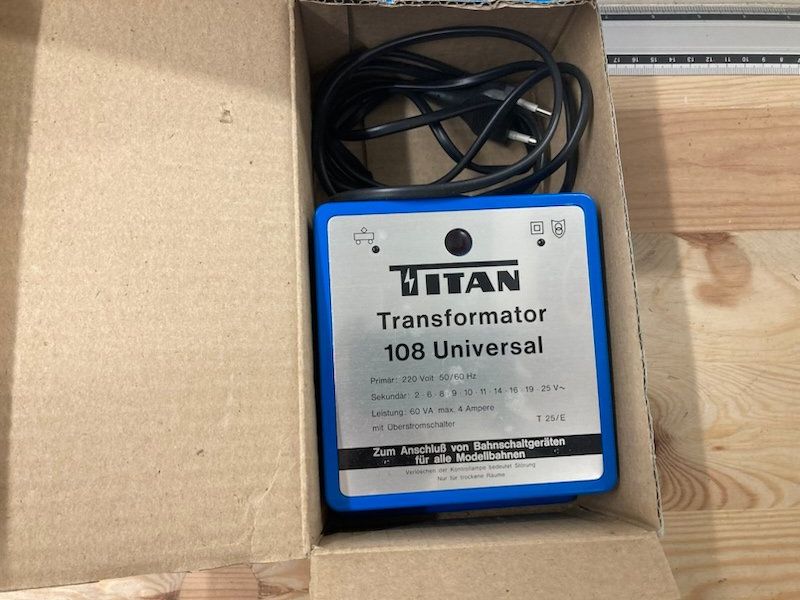 TITAN
Transformator
108 Universal
Primär: 220 Volt 50/60 Hz
Sekundär: 2 · 6 · 8 · 9 · 10 · 11 · 14 · 16 · 19 · 25 V~
Leistung: 60 VA max. 4 Ampere
mit Überstromschalter T 25/E
Zum Anschluß von Bahnschaltgeräten
für alle Modellbahnen
Verlöschen der Kontrollampe bedeutet Störung
Nur für trockene Räume